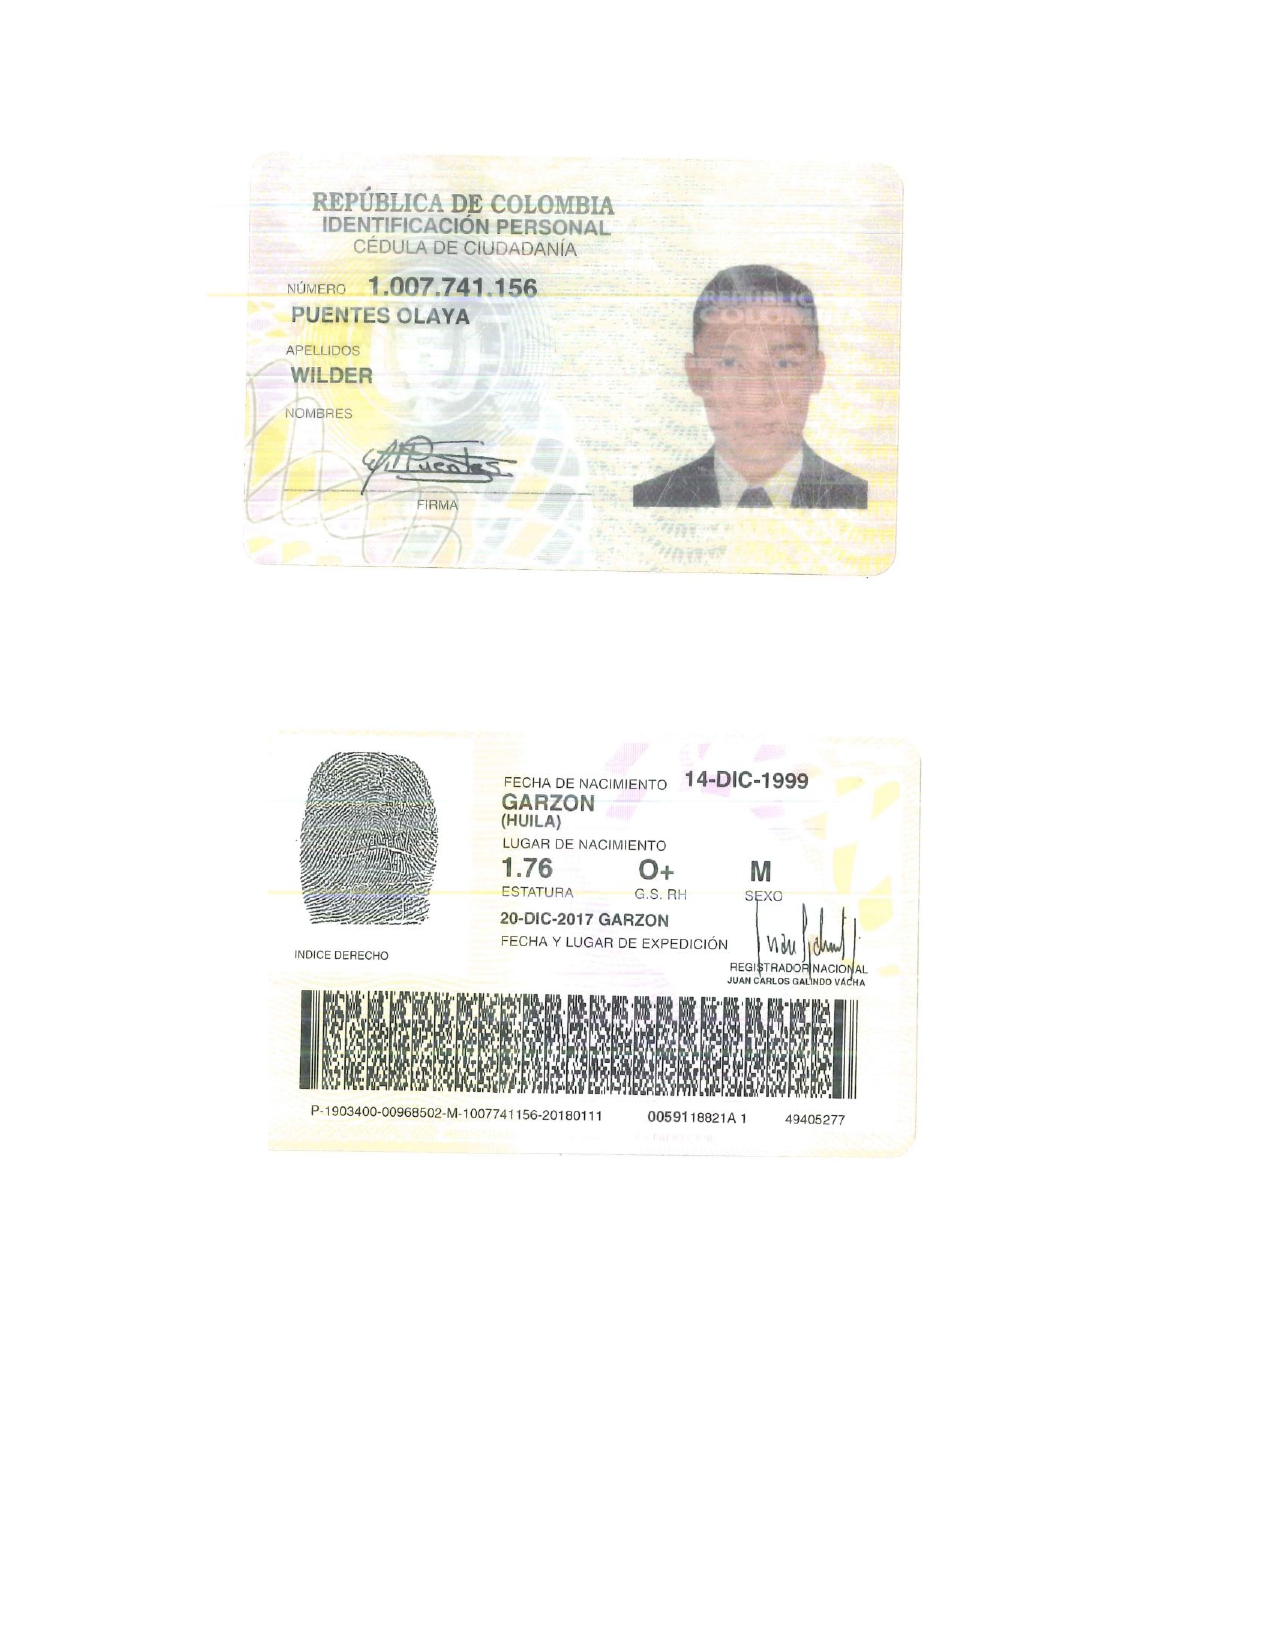 REPÚBLICA DE COLOMBIA
IDENTIFICACIÓN PERSONAL
CÉDULA DE CIUDADANÍA
NÚMERO 1.007.741.156
PUENTES OLAYA
APELLIDOS
WILDER
NOMBRES
FIRMA
FECHA DE NACIMIENTO 14-DIC-1999
GARZON
(HUILA)
LUGAR DE NACIMIENTO
1.76 O+ M
ESTATURA G.S. RH SEXO
20-DIC-2017 GARZON
FECHA Y LUGAR DE EXPEDICIÓN
INDICE DERECHO
REGISTRADOR NACIONAL
JUAN CARLOS GALINDO VACHA
P-1903400-00968502-M-1007741156-20180111 0059118821A 1 49405277